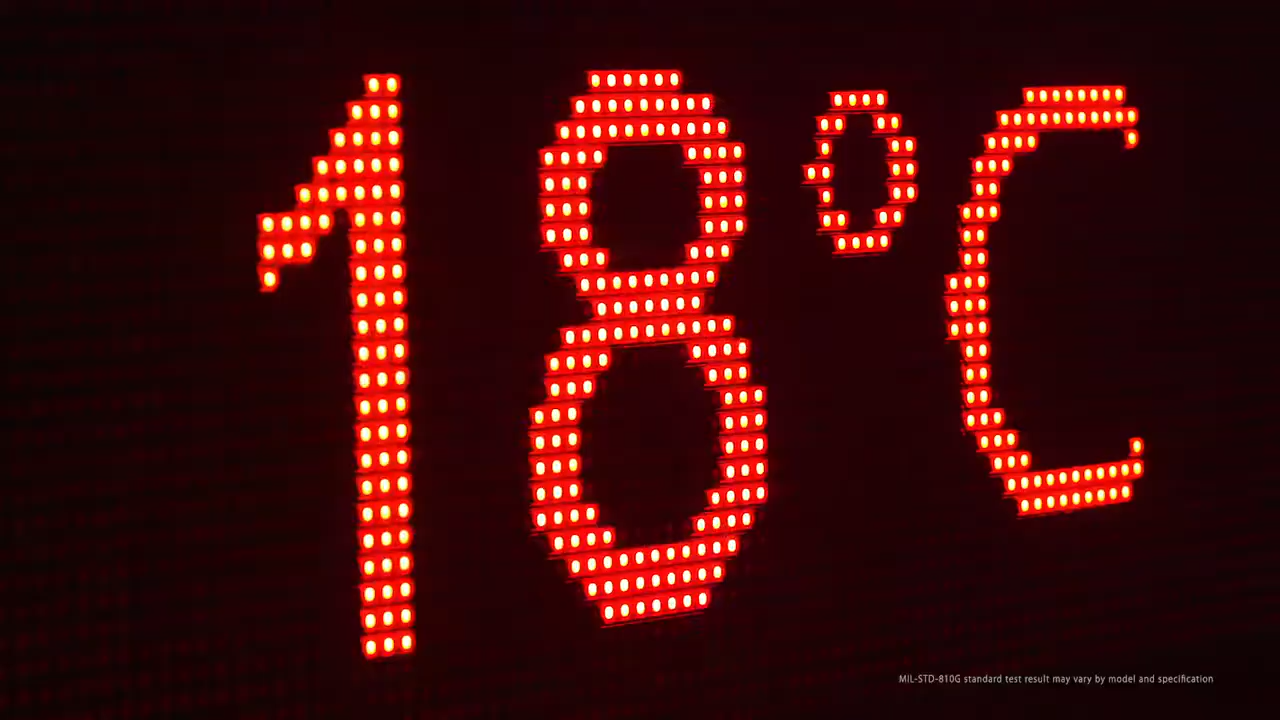 18°C
MIL-STD-810G standard test result may vary by model and specification